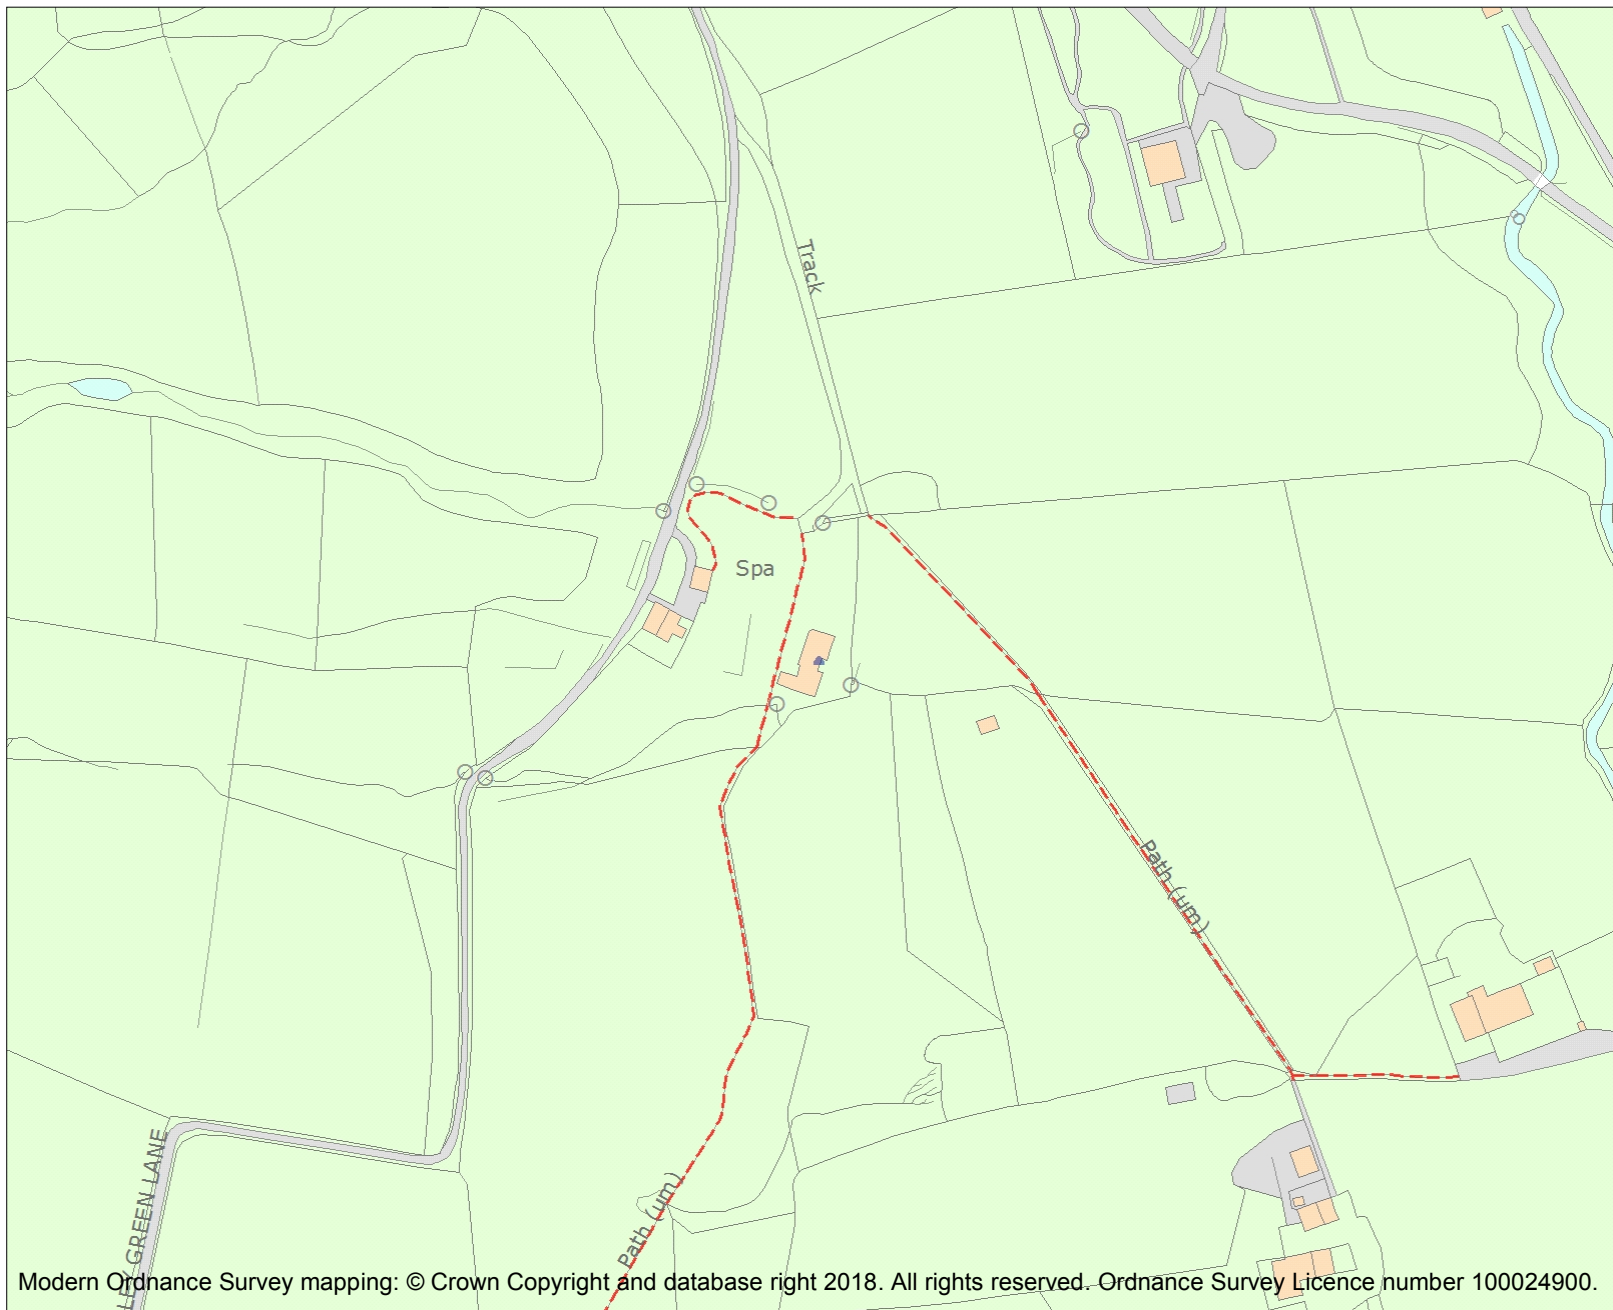 Track
Spa
Path (um)
GREEN LANE
Path (um)
Modern Ordnance Survey mapping: © Crown Copyright and database right 2018. All rights reserved. Ordnance Survey Licence number 100024900.